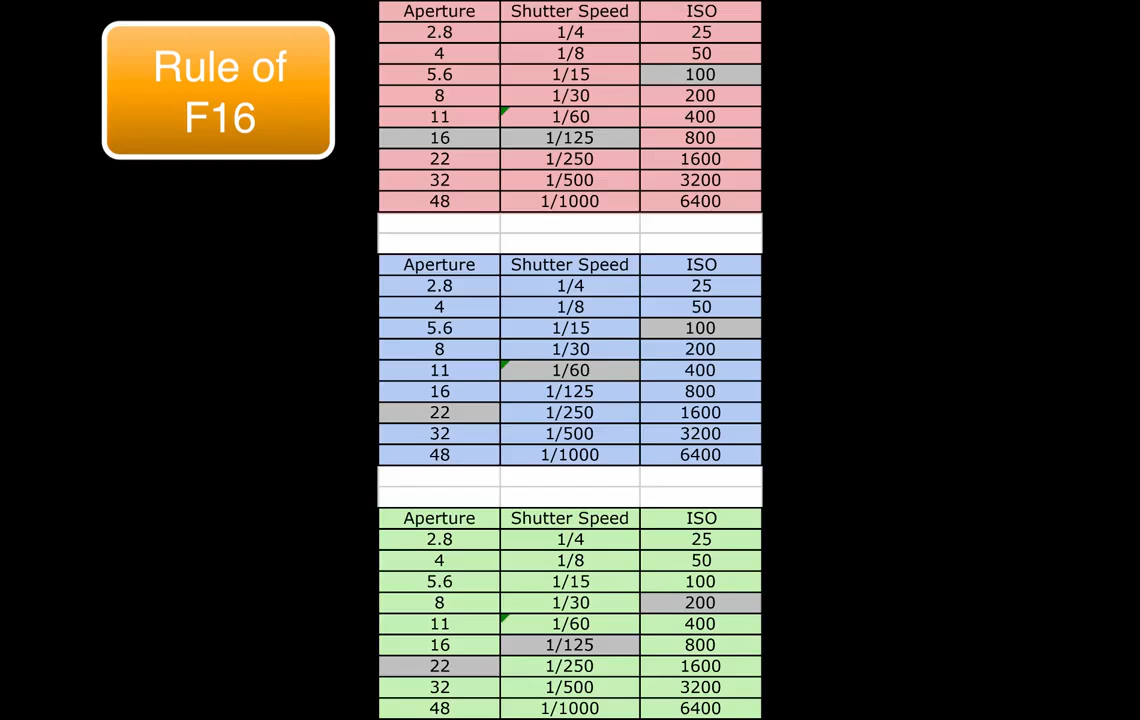 Rule of
F16
Aperture Shutter Speed ISO
2.8 1/4 25
4 1/8 50
5.6 1/15 100
8 1/30 200
11 1/60 400
16 1/125 800
22 1/250 1600
32 1/500 3200
48 1/1000 6400
Aperture Shutter Speed ISO
2.8 1/4 25
4 1/8 50
5.6 1/15 100
8 1/30 200
11 1/60 400
16 1/125 800
22 1/250 1600
32 1/500 3200
48 1/1000 6400
Aperture Shutter Speed ISO
2.8 1/4 25
4 1/8 50
5.6 1/15 100
8 1/30 200
11 1/60 400
16 1/125 800
22 1/250 1600
32 1/500 3200
48 1/1000 6400